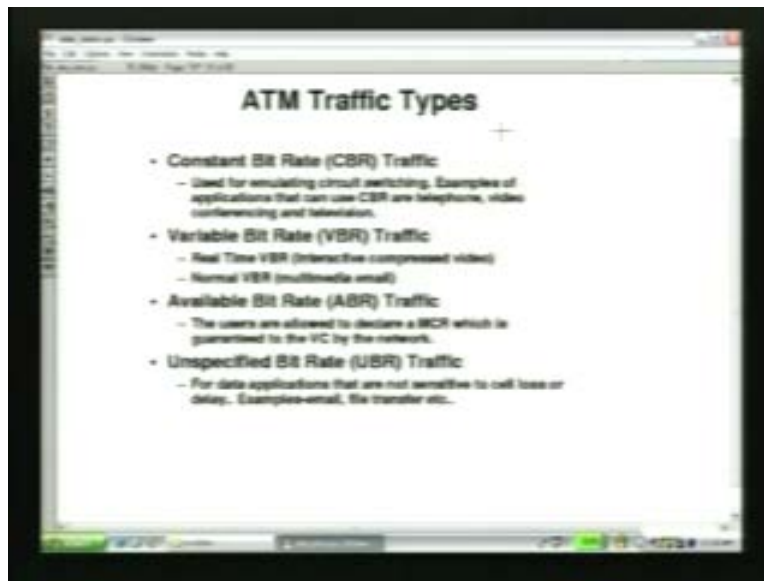 ATM Traffic Types
• Constant Bit Rate (CBR) Traffic
– Used for emulating circuit switching. Examples of
applications that can use CBR are telephone, video
conferencing and television.
• Variable Bit Rate (VBR) Traffic
– Real Time VBR (interactive compressed video)
– Normal VBR (multimedia email)
• Available Bit Rate (ABR) Traffic
– The users are allowed to declare a MCR which is
guaranteed to the VC by the network.
• Unspecified Bit Rate (UBR) Traffic
– For data applications that are not sensitive to cell loss or
delay.. Examples-email, file transfer etc..